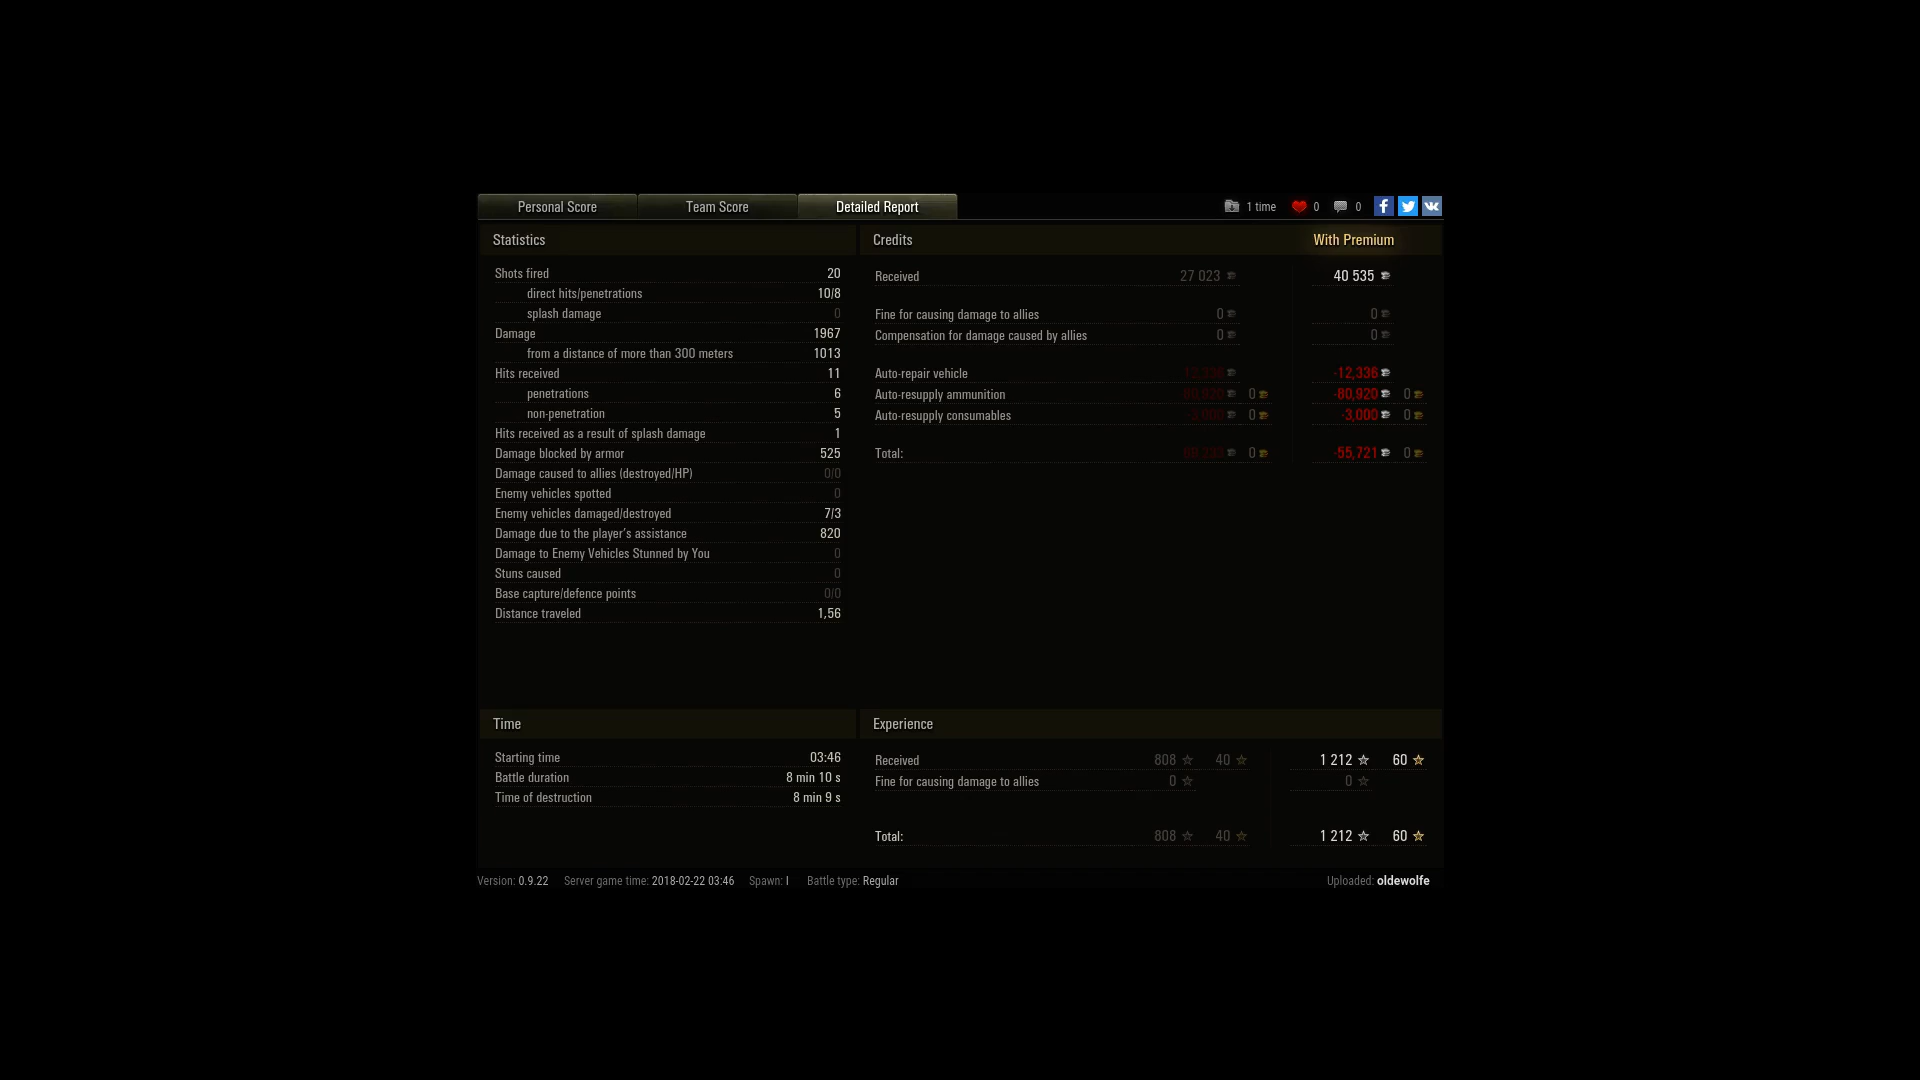 Personal Score Team Score Detailed Report 1 time 0 0
Statistics
Shots fired 20
direct hits/penetrations 10/8
splash damage 0
Damage 1967
from a distance of more than 300 meters 1013
Hits received 11
penetrations 6
non-penetration 5
Hits received as a result of splash damage 1
Damage blocked by armor 525
Damage caused to allies (destroyed/HP) 0/0
Enemy vehicles spotted 0
Enemy vehicles damaged/destroyed 7/3
Damage due to the player's assistance 820
Damage to Enemy Vehicles Stunned by You 0
Stuns caused 0
Base capture/defence points 0/0
Distance traveled 1,56
Credits With Premium
Received 27 023 40 535
Fine for causing damage to allies 0 0
Compensation for damage caused by allies 0 0
Auto-repair vehicle -12,336
Auto-resupply ammunition 0 -80,920 0
Auto-resupply consumables 0 -3,000 0
Total: 0 -55,721 0
Time
Starting time 03:46
Battle duration 8 min 10 s
Time of destruction 8 min 9 s
Experience
Received 808 40 1 212 60
Fine for causing damage to allies 0 0
Total: 808 40 1 212 60
Version: 0.9.22 Server game time: 2018-02-22 03:46 Spawn: I Battle type: Regular Uploaded: oldewolfe